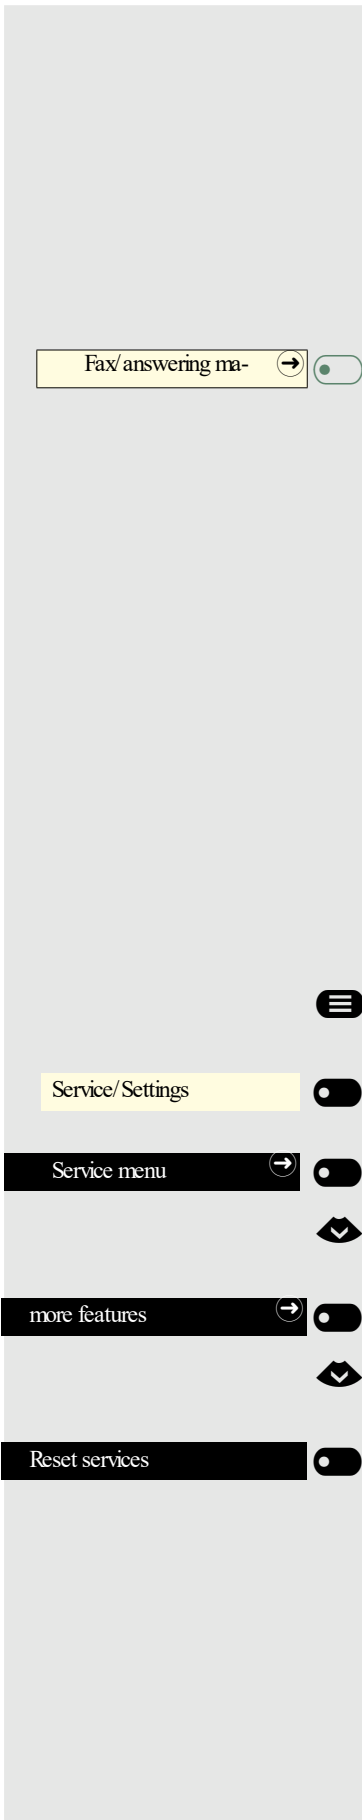 Fax/answering ma-
Service/Settings
Service menu
more features
Reset services